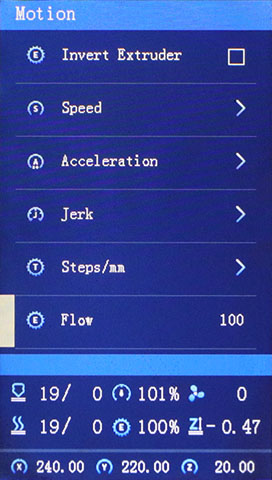 Motion
E Invert Extruder
S Speed
A Acceleration
J Jerk
T Steps/mm
E Flow 100
19/ 0 101% 0
19/ 0 E 100% Z -0.47
X 240.00 Y 220.00 Z 20.00